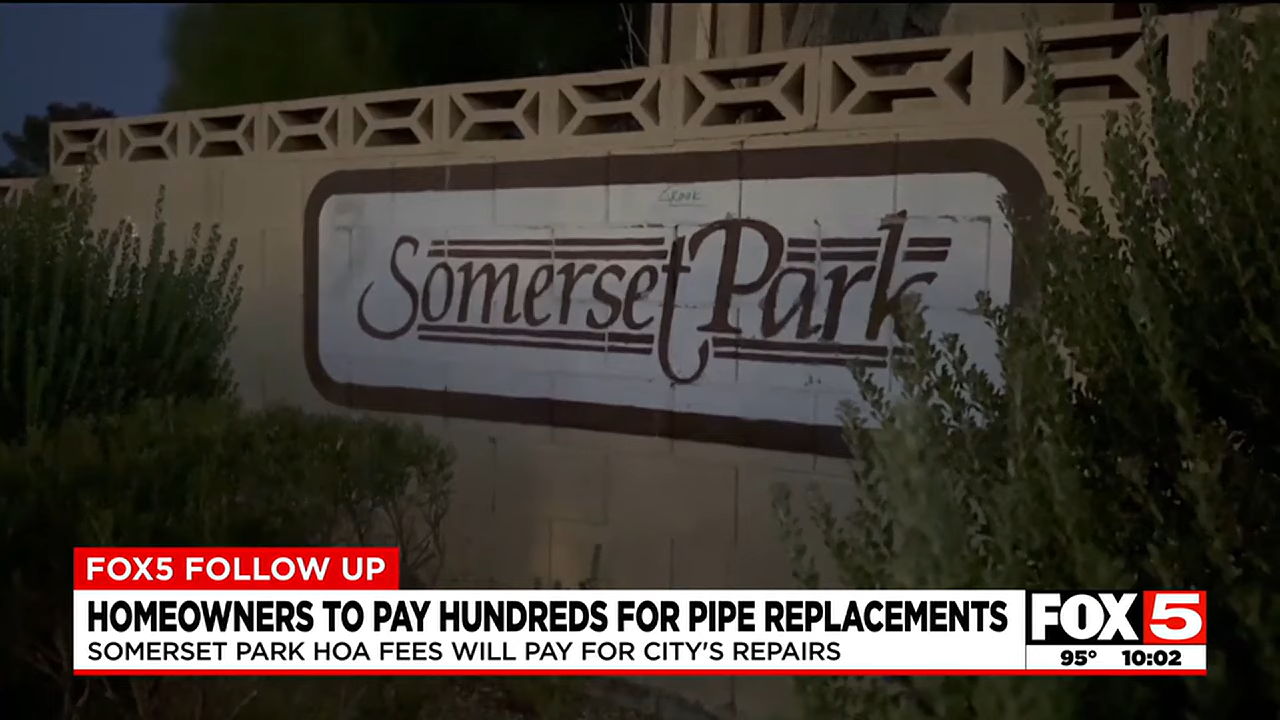 Somerset Park
FOX5 FOLLOW UP
HOMEOWNERS TO PAY HUNDREDS FOR PIPE REPLACEMENTS
SOMERSET PARK HOA FEES WILL PAY FOR CITY'S REPAIRS
FOX 5
95° 10:02